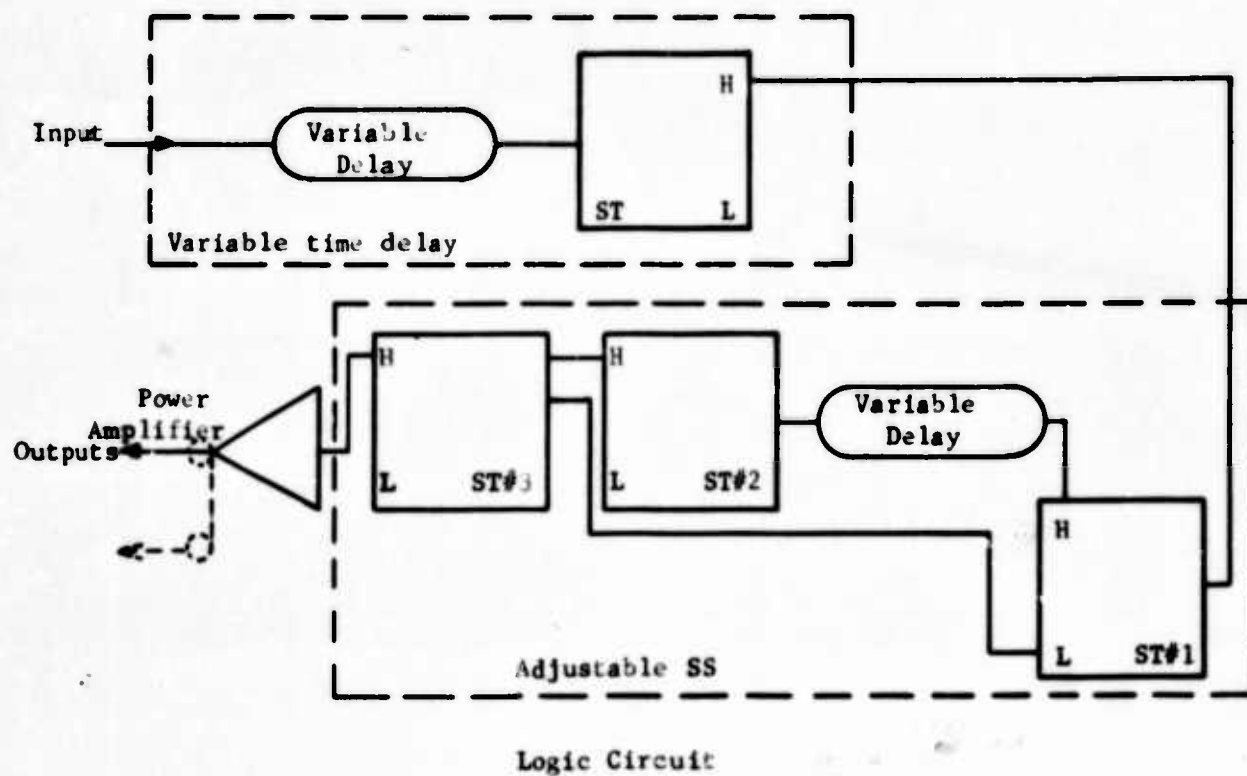 H
Input
Variable
Delay
ST L
Variable time delay
H H
Power
Amplifier
Outputs
Variable
Delay
L ST#3 L ST#2
H
L ST#1
Adjustable SS
Logic Circuit